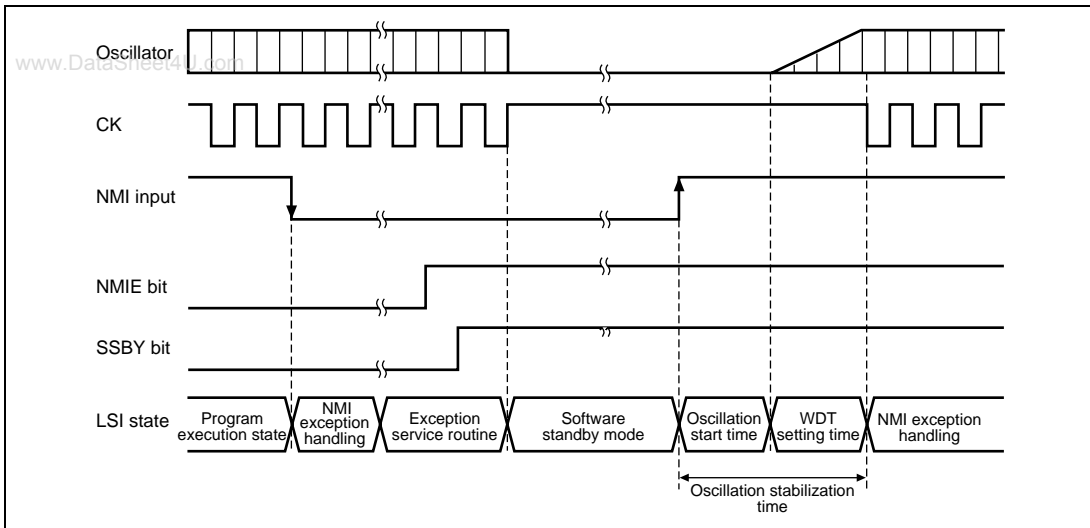 Oscillator
www.DataSheet4U.com
CK
NMI input
NMIE bit
SSBY bit
LSI state
Program
execution state
NMI
exception
handling
Exception
service routine
Software
standby mode
Oscillation
start time
WDT
setting time
NMI exception
handling
Oscillation stabilization
time